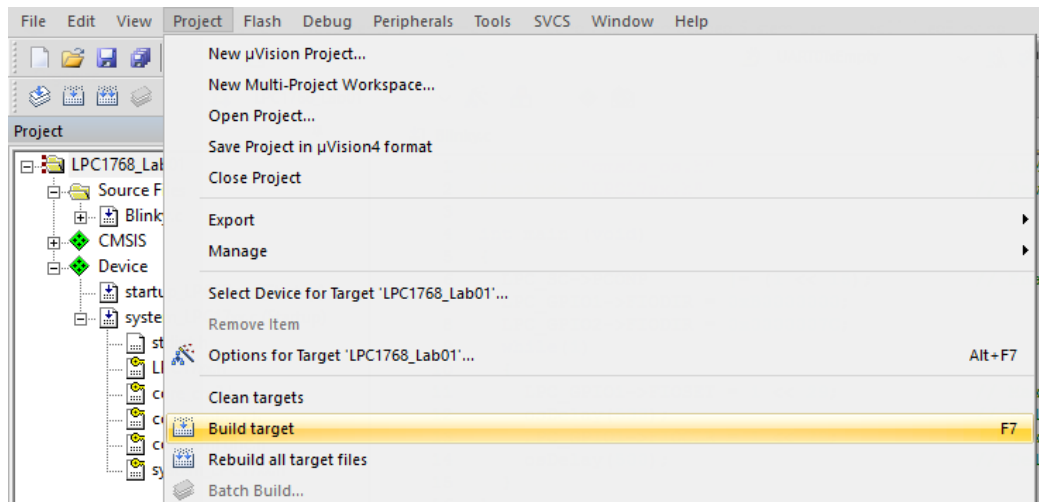 File Edit View Project Flash Debug Peripherals Tools SVCS Window Help
New µVision Project...
New Multi-Project Workspace...
Open Project...
Project
Save Project in µVision4 format
LPC1768_Lab
Close Project
Source F
Blink
Export
CMSIS
Manage
Device
startu
Select Device for Target 'LPC1768_Lab01'...
syste
Remove Item
st
Options for Target 'LPC1768_Lab01'... Alt+F7
Clean targets
Build target F7
Rebuild all target files
sy
Batch Build...